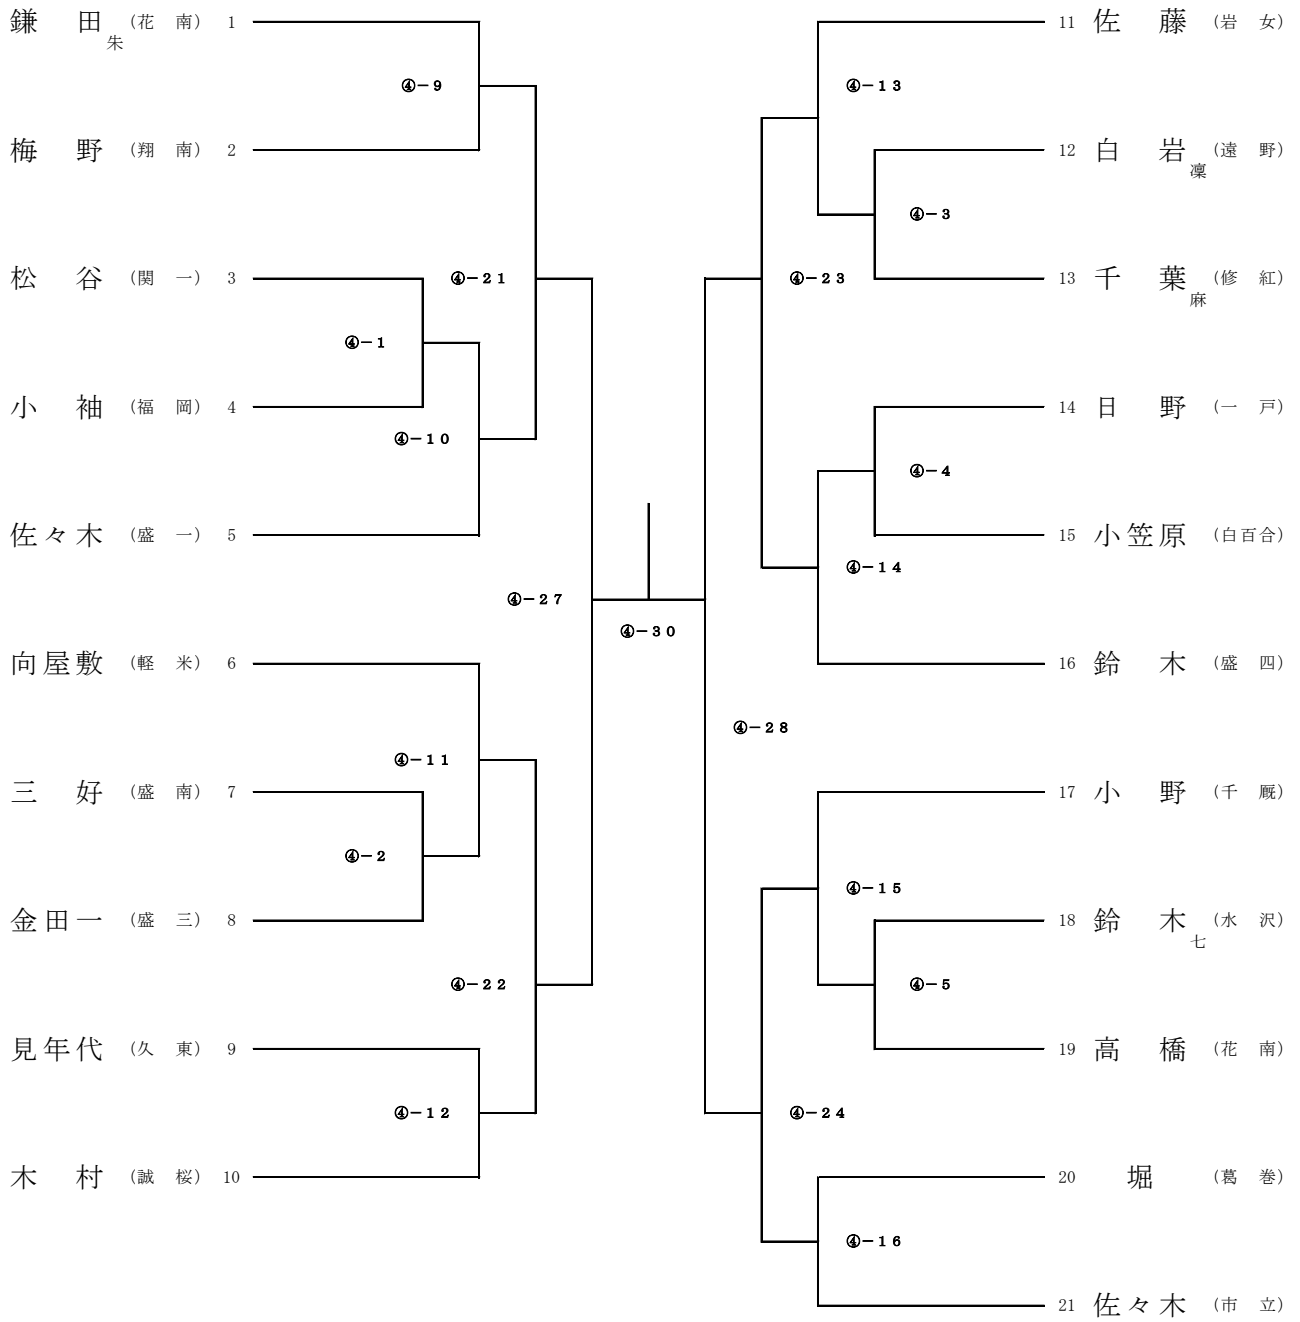 鎌田朱 (花南) 1
④-9
梅野 (翔南) 2
松谷 (関一) 3
④-21
④-1
小袖 (福岡) 4
④-10
佐々木 (盛一) 5
④-27
向屋敷 (軽米) 6
④-11
三好 (盛南) 7
④-2
金田一 (盛三) 8
④-22
見年代 (久東) 9
④-12
木村 (誠桜) 10
④-30
11 佐藤 (岩女)
④-13
12 白岩凜 (遠野)
④-3
④-23
13 千葉麻 (修紅)
14 日野 (一戸)
④-4
15 小笠原 (白百合)
④-14
16 鈴木 (盛四)
④-28
17 小野 (千厩)
④-15
18 鈴木七 (水沢)
④-5
19 高橋 (花南)
④-24
20 堀 (葛巻)
④-16
21 佐々木 (市立)